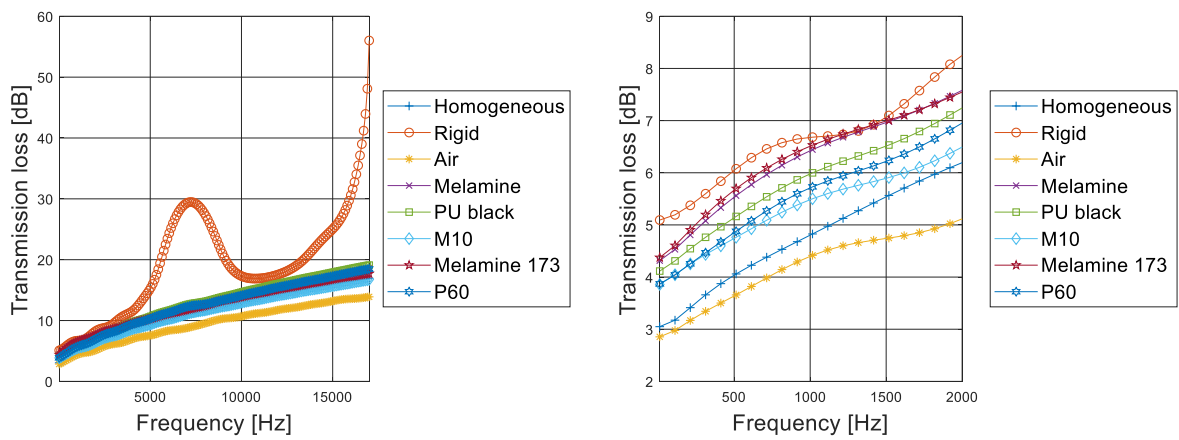 60
50
40
30
20
10
0
5000
10000
15000
Transmission loss [dB]
Frequency [Hz]
Homogeneous
Rigid
Air
Melamine
PU black
M10
Melamine 173
P60
9
8
7
6
5
4
3
2
500
1000
1500
2000
Transmission loss [dB]
Frequency [Hz]
Homogeneous
Rigid
Air
Melamine
PU black
M10
Melamine 173
P60